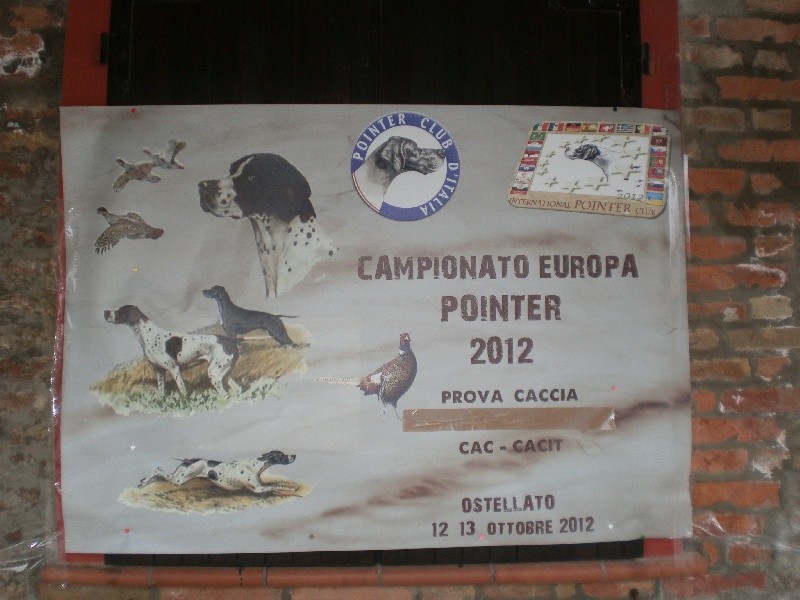 POINTER CLUB D'ITALIA
2012
INTERNATIONAL POINTER CLUB
CAMPIONATO EUROPA
POINTER
2012
PROVA CACCIA
CAC - CACIT
OSTELLATO
12 13 OTTOBRE 2012